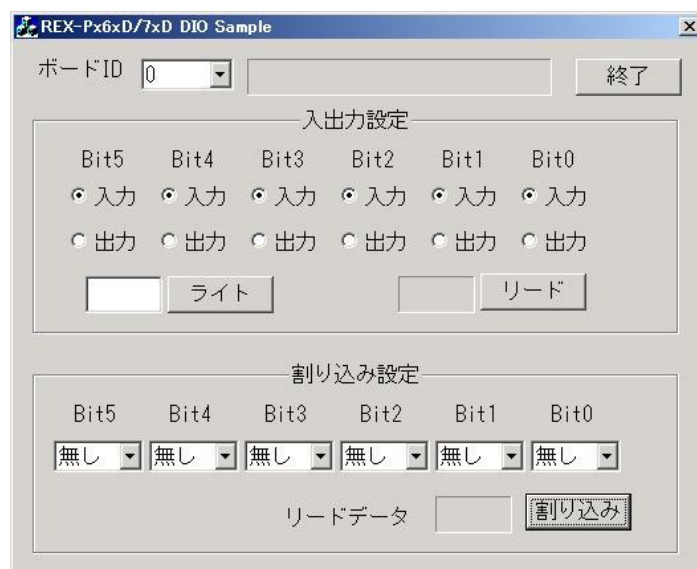 REX-Px6xD/7xD DIO Sample
ボードID 0 終了
入出力設定
Bit5 Bit4 Bit3 Bit2 Bit1 Bit0
入力 入力 入力 入力 入力 入力
出力 出力 出力 出力 出力 出力
ライト リード
割り込み設定
Bit5 Bit4 Bit3 Bit2 Bit1 Bit0
無し 無し 無し 無し 無し 無し
リードデータ 割り込み